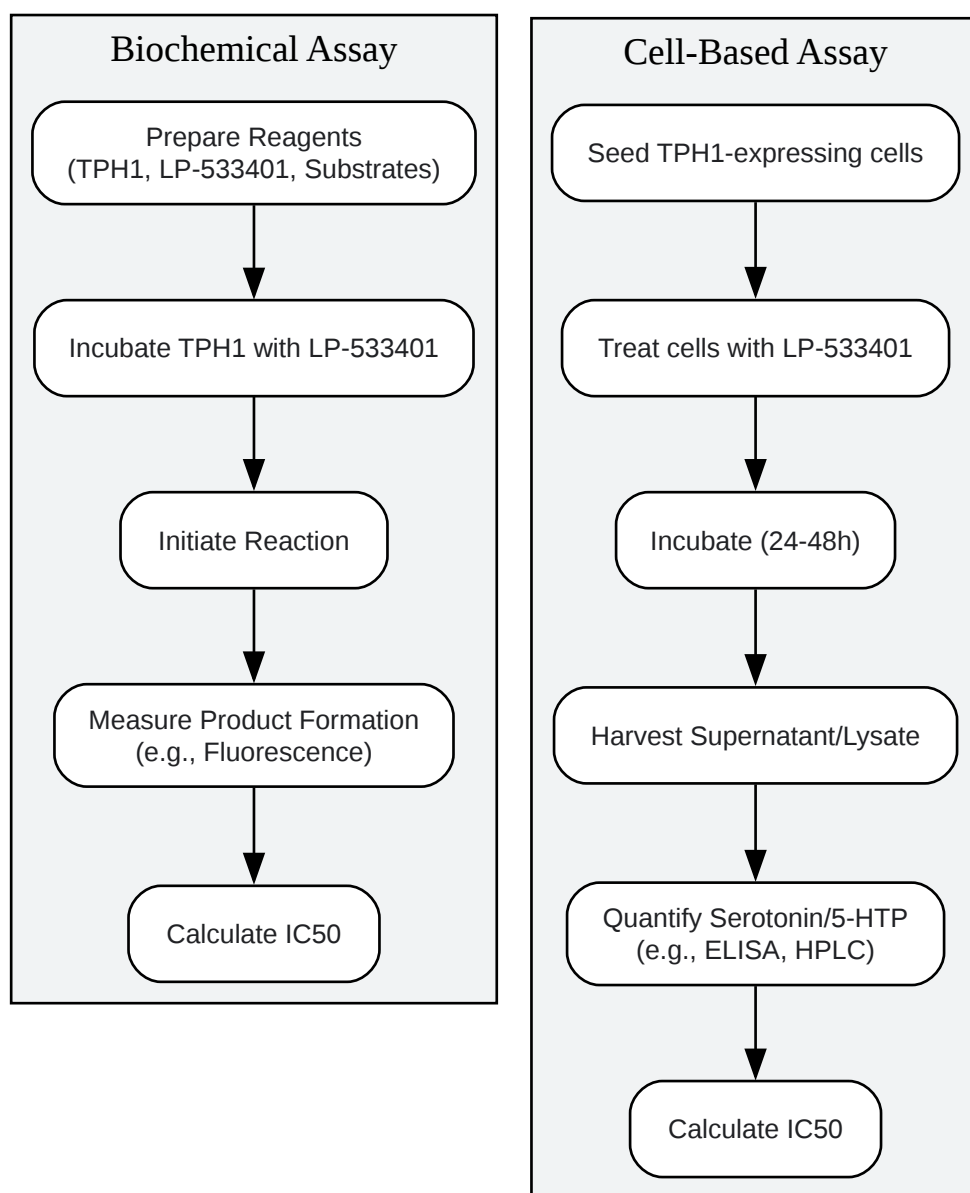 Biochemical Assay
Prepare Reagents
(TPH1, LP-533401, Substrates)
Incubate TPH1 with LP-533401
Initiate Reaction
Measure Product Formation
(e.g., Fluorescence)
Calculate IC50
Cell-Based Assay
Seed TPH1-expressing cells
Treat cells with LP-533401
Incubate (24-48h)
Harvest Supernatant/Lysate
Quantify Serotonin/5-HTP
(e.g., ELISA, HPLC)
Calculate IC50